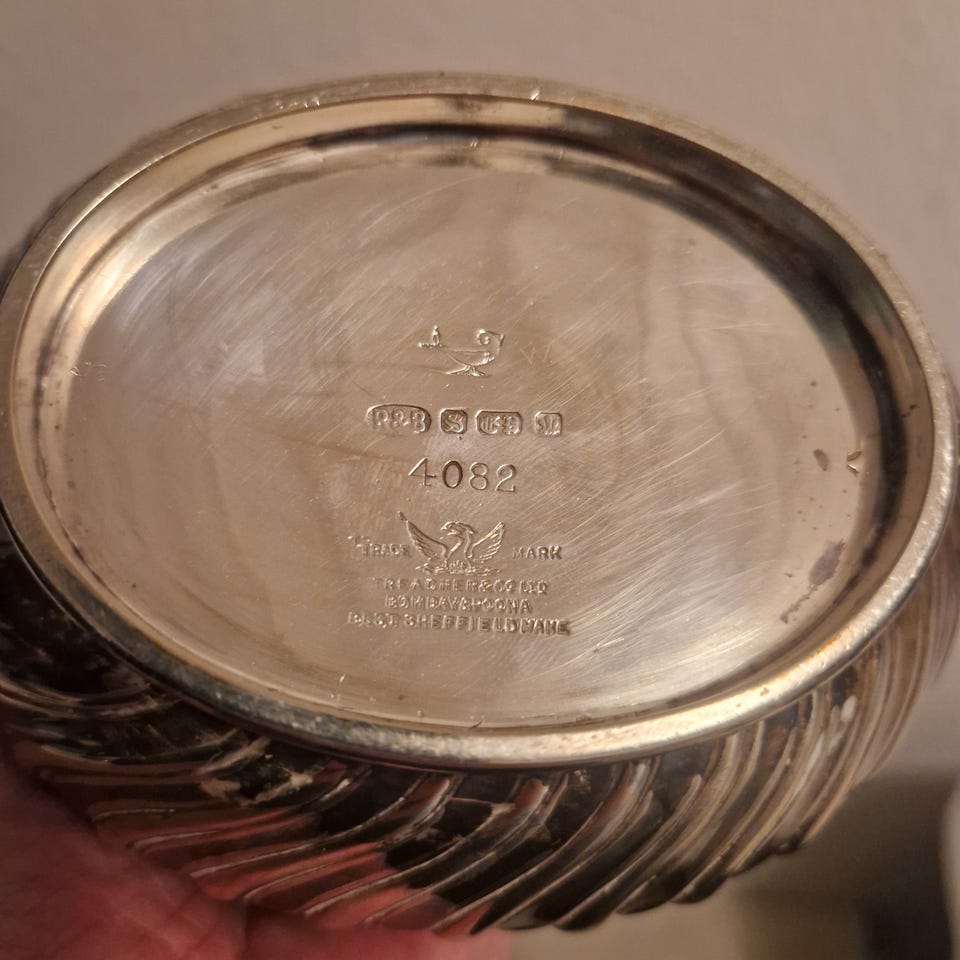 R&B S
4082
TRADE MARK
TREACHER & CO LTD
BOMBAY & POONA
BEST SHEFFIELD MAKE